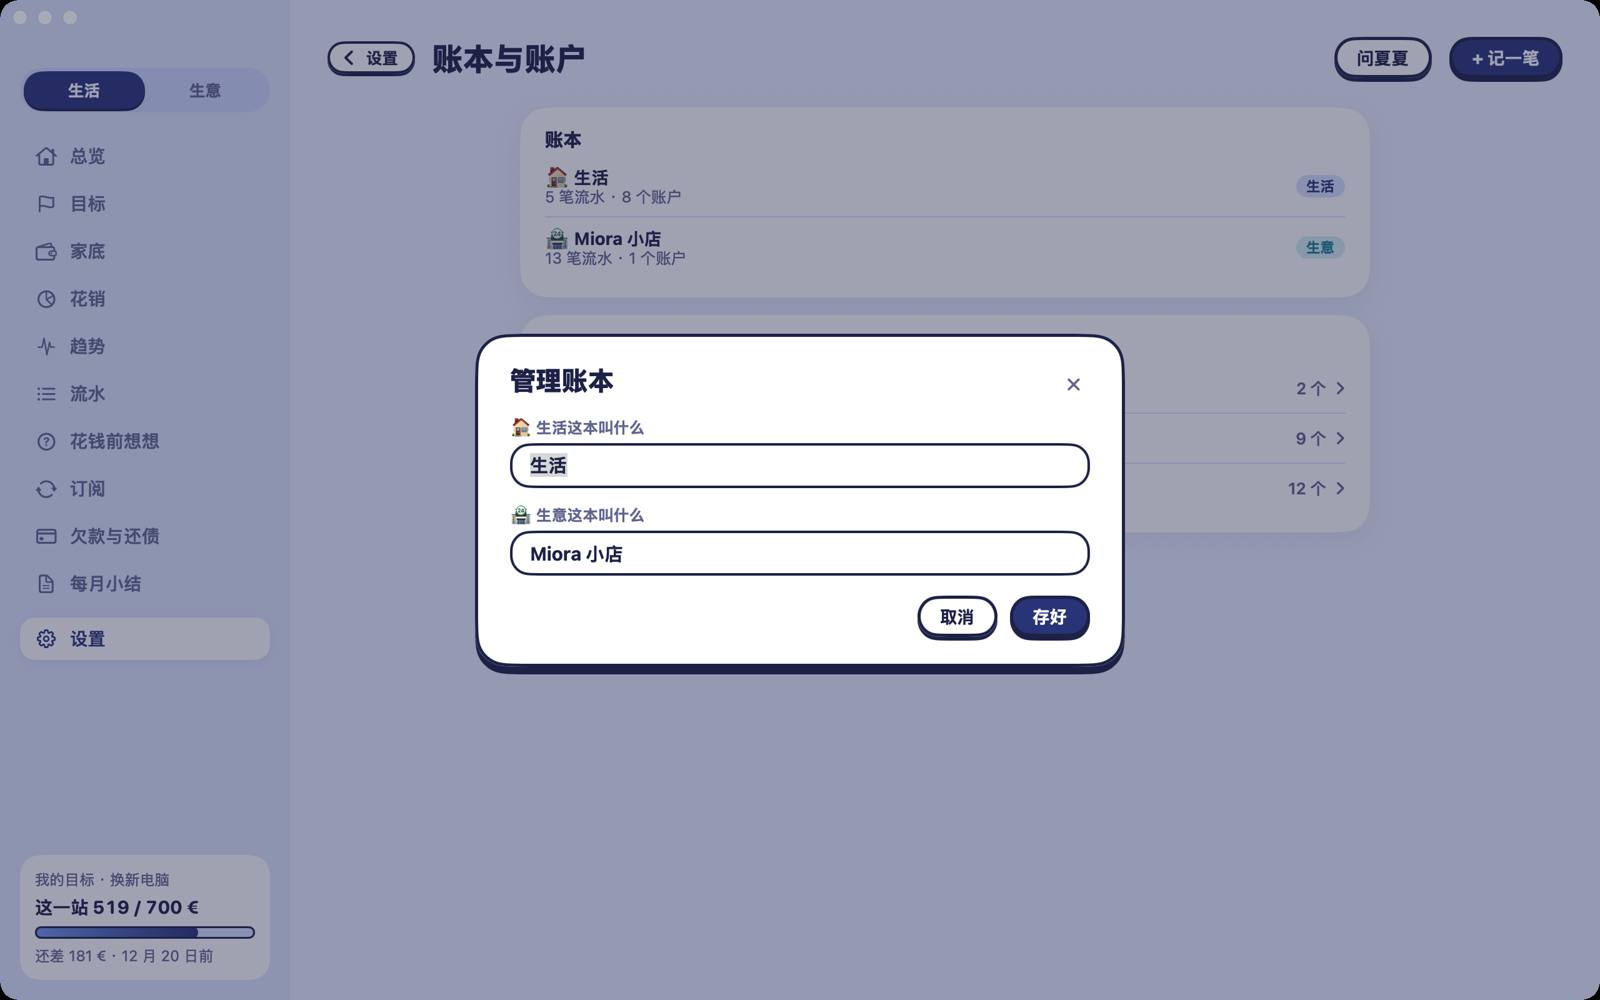 生活
生意
总览
目标
家底
花销
趋势
流水
花钱前想想
订阅
欠款与还债
每月小结
设置
我的目标 · 换新电脑
这一站 519 / 700 €
还差 181 € · 12 月 20 日前
设置
账本与账户
问夏夏
+ 记一笔
账本
生活
5 笔流水 · 8 个账户
生活
Miora 小店
13 笔流水 · 1 个账户
生意
2 个
9 个
12 个
管理账本
生活这本叫什么
生活
生意这本叫什么
Miora 小店
取消
存好